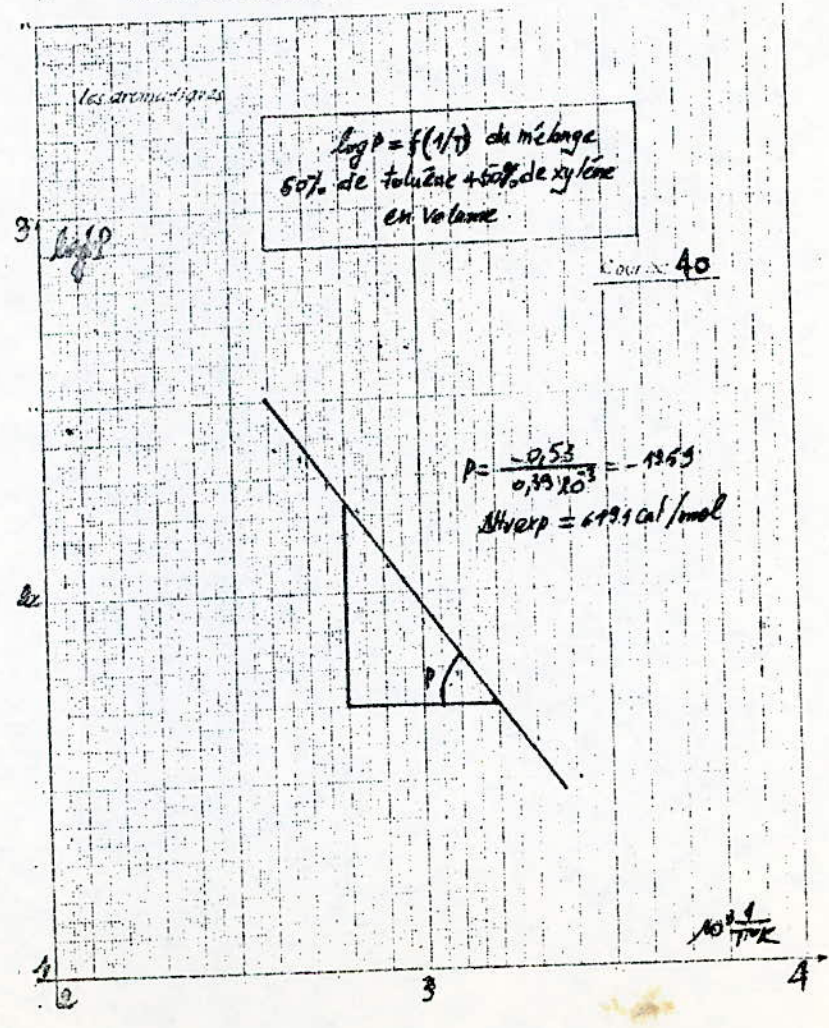 les aromatiques
log P = f(1/T) du mélange
50% de toluène +50% de xylène
en volume.
log P
Courbe 40
P = -0,53 / 0,39 10⁻³ = -1359
ΔHvexp = 6191 Cal/mol
3
2
P
10³ 1/T°K
1
2
3
4